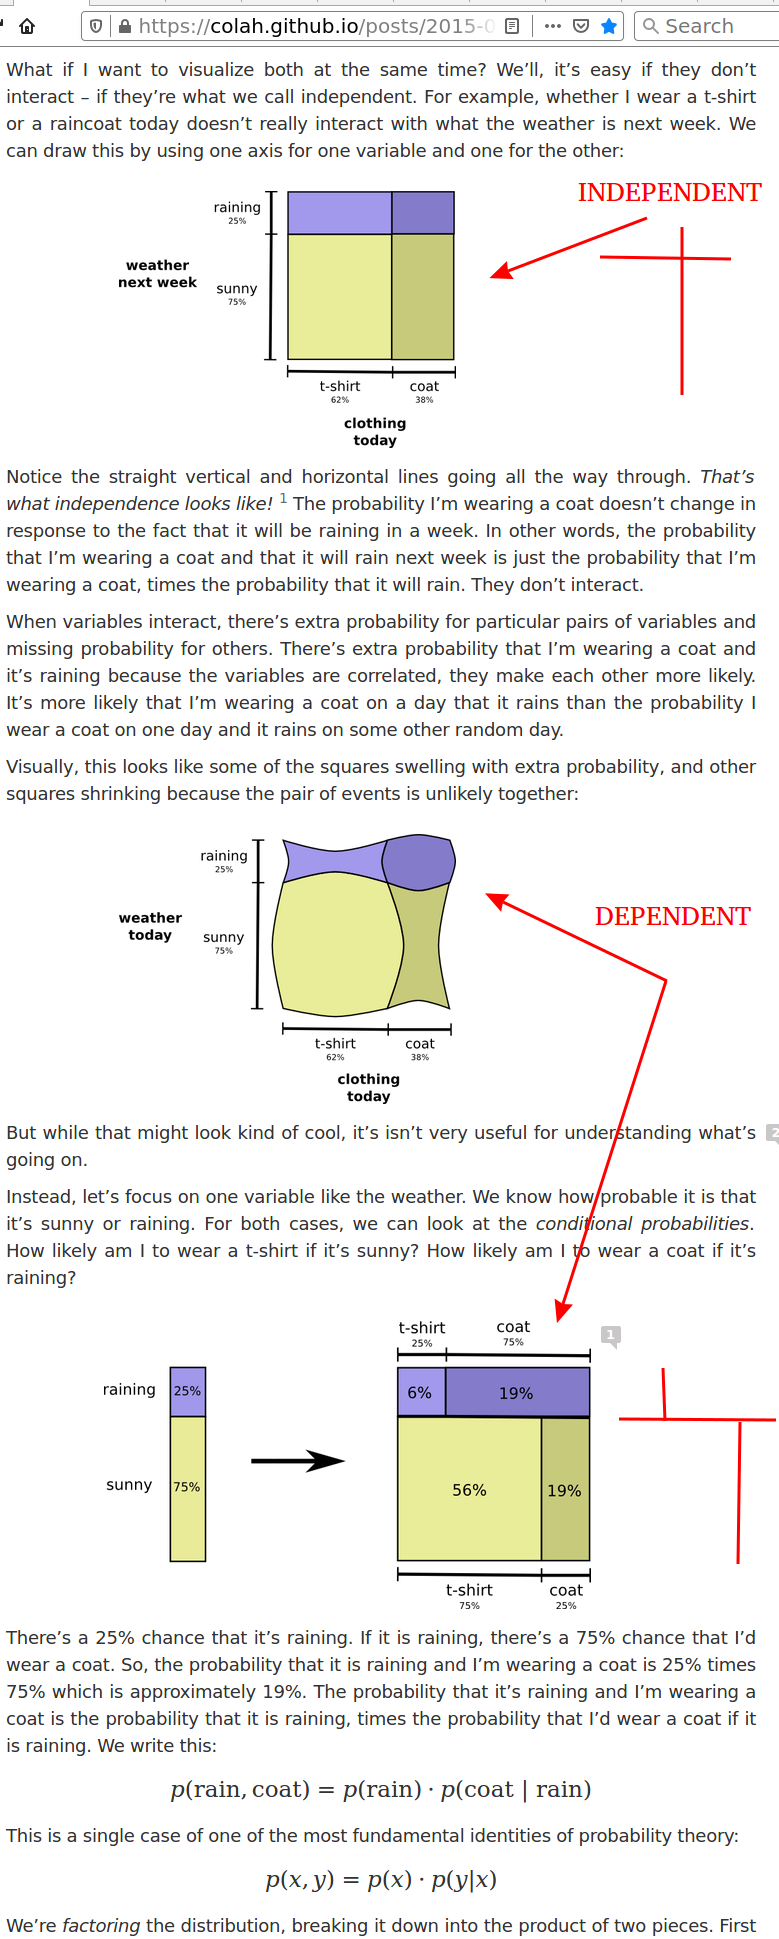 https://colah.github.io/posts/2015-0
Search
What if I want to visualize both at the same time? We’ll, it’s easy if they don’t
interact – if they’re what we call independent. For example, whether I wear a t-shirt
or a raincoat today doesn’t really interact with what the weather is next week. We
can draw this by using one axis for one variable and one for the other:
INDEPENDENT
raining
25%
weather
next week
sunny
75%
t-shirt coat
62% 38%
clothing
today
Notice the straight vertical and horizontal lines going all the way through. That’s
what independence looks like! 1 The probability I’m wearing a coat doesn’t change in
response to the fact that it will be raining in a week. In other words, the probability
that I’m wearing a coat and that it will rain next week is just the probability that I’m
wearing a coat, times the probability that it will rain. They don’t interact.
When variables interact, there’s extra probability for particular pairs of variables and
missing probability for others. There’s extra probability that I’m wearing a coat and
it’s raining because the variables are correlated, they make each other more likely.
It’s more likely that I’m wearing a coat on a day that it rains than the probability I
wear a coat on one day and it rains on some other random day.
Visually, this looks like some of the squares swelling with extra probability, and other
squares shrinking because the pair of events is unlikely together:
raining
25%
DEPENDENT
weather
today
sunny
75%
t-shirt coat
62% 38%
clothing
today
But while that might look kind of cool, it’s isn’t very useful for understanding what’s
2
going on.
Instead, let’s focus on one variable like the weather. We know how probable it is that
it’s sunny or raining. For both cases, we can look at the conditional probabilities.
How likely am I to wear a t-shirt if it’s sunny? How likely am I to wear a coat if it’s
raining?
t-shirt coat
25% 75%
1
raining 25% 6% 19%
sunny 75% 56% 19%
t-shirt coat
75% 25%
There’s a 25% chance that it’s raining. If it is raining, there’s a 75% chance that I’d
wear a coat. So, the probability that it is raining and I’m wearing a coat is 25% times
75% which is approximately 19%. The probability that it’s raining and I’m wearing a
coat is the probability that it is raining, times the probability that I’d wear a coat if it
is raining. We write this:
p(rain, coat) = p(rain) · p(coat | rain)
This is a single case of one of the most fundamental identities of probability theory:
p(x, y) = p(x) · p(y|x)
We’re factoring the distribution, breaking it down into the product of two pieces. First